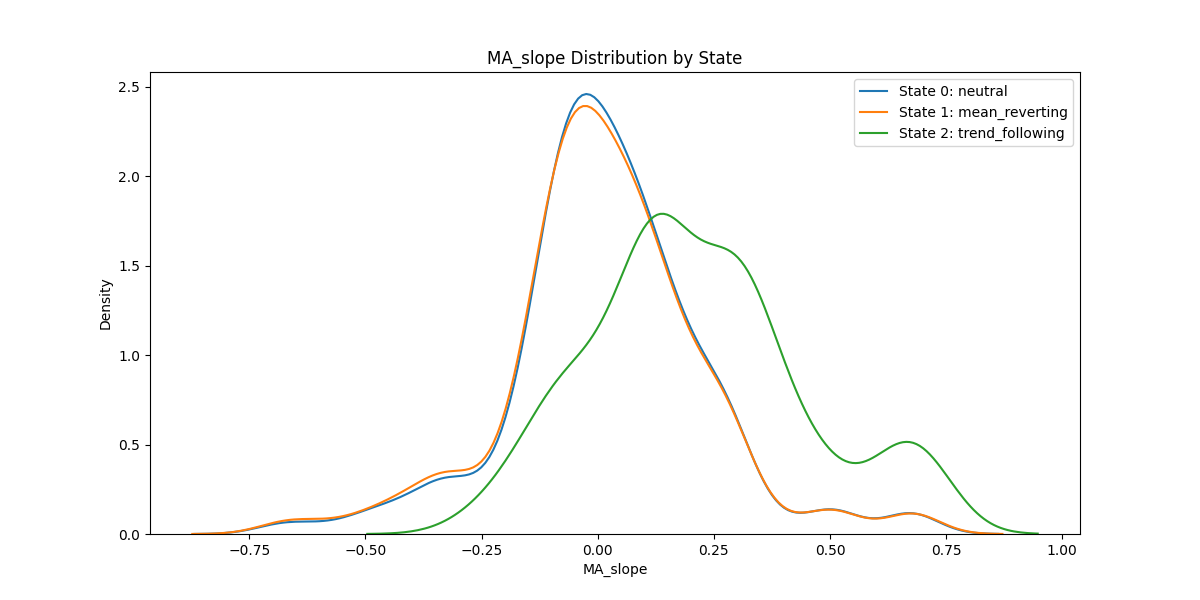 MA_slope Distribution by State
State 0: neutral
State 1: mean_reverting
State 2: trend_following
Density
2.5
2.0
1.5
1.0
0.5
0.0
−0.75 −0.50 −0.25 0.00 0.25 0.50 0.75 1.00
MA_slope